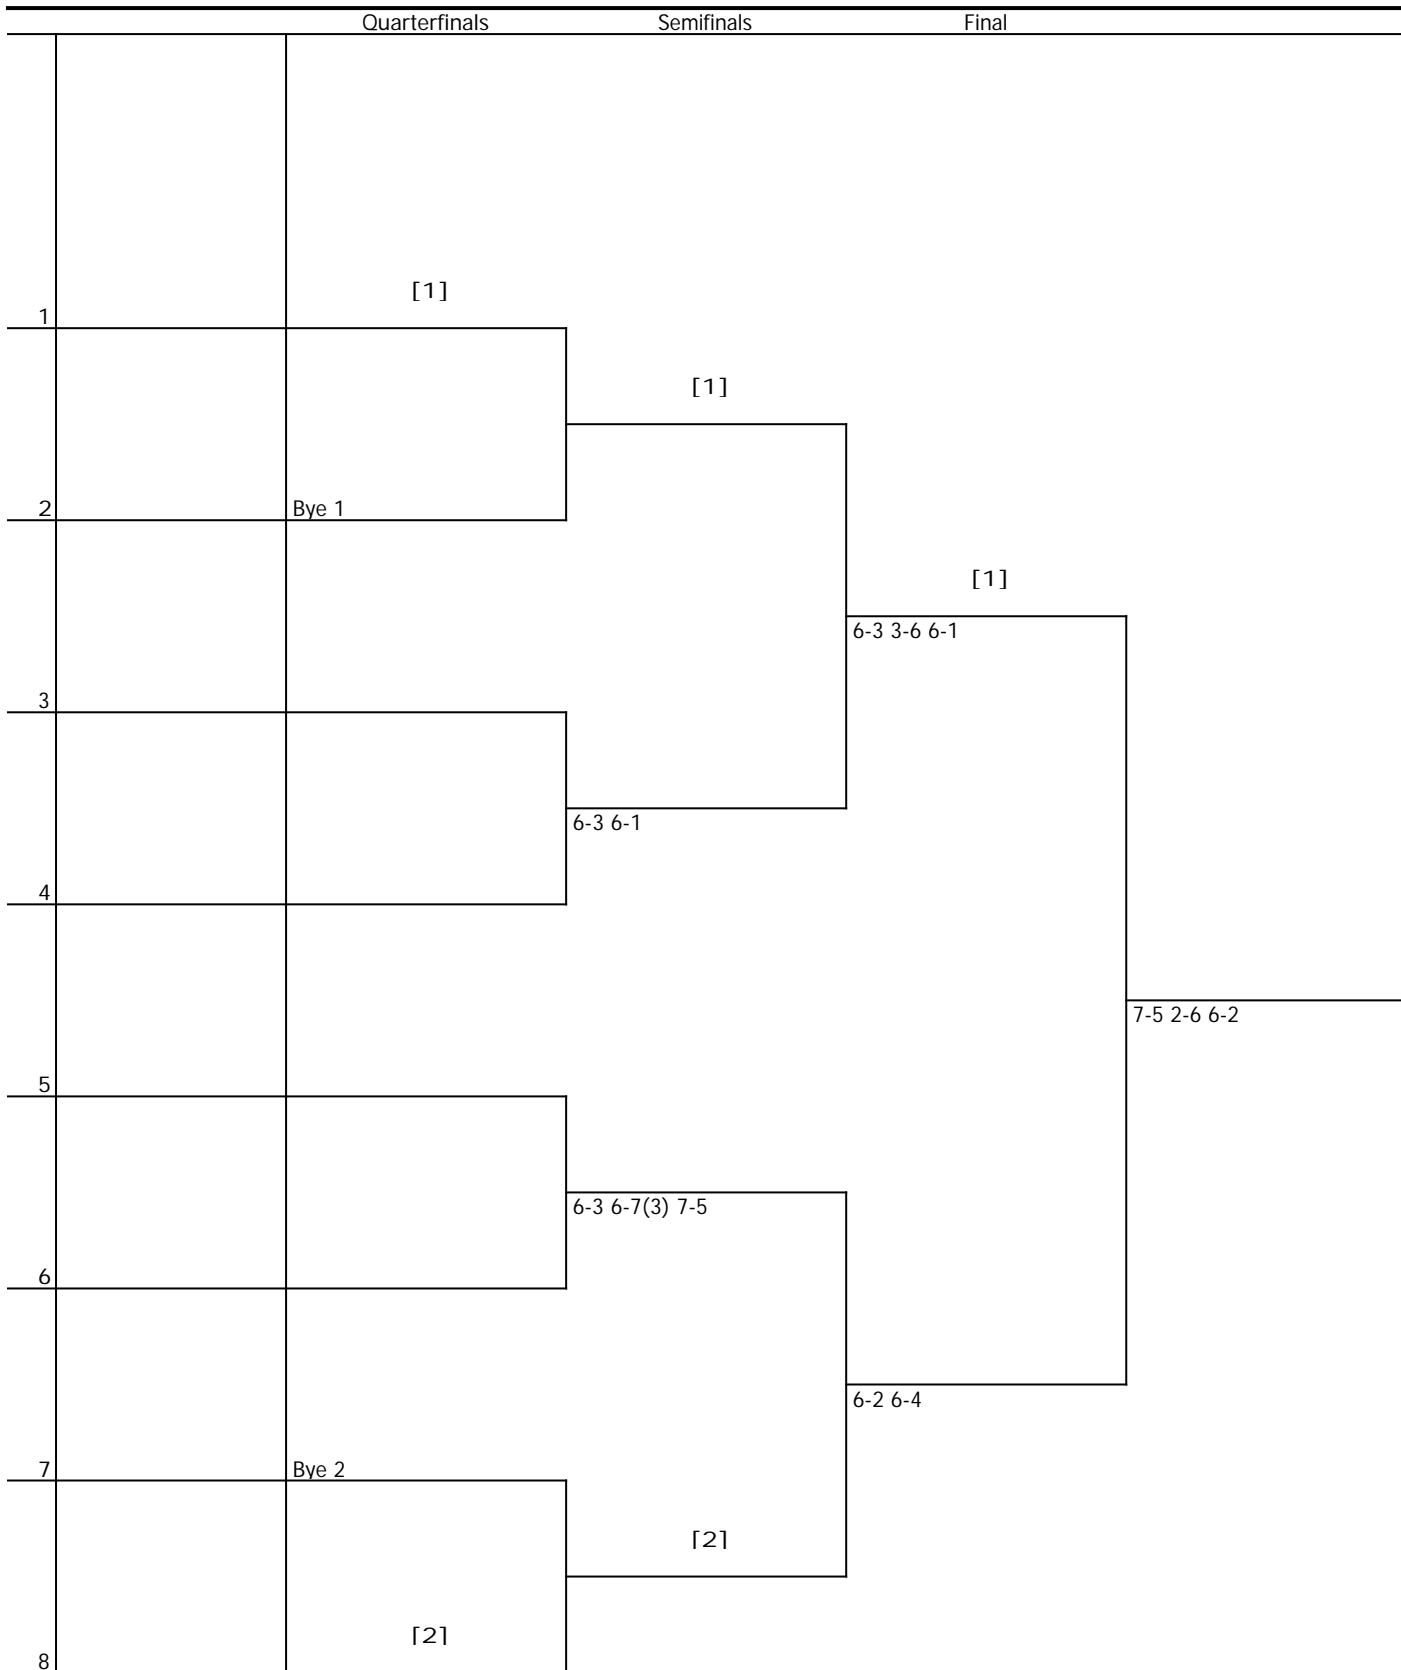 Quarterfinals Semifinals Final
[1]
1
[1]
2 Bye 1
[1]
6-3 3-6 6-1
3
6-3 6-1
4
7-5 2-6 6-2
5
6-3 6-7(3) 7-5
6
6-2 6-4
7 Bye 2
[2]
[2]
8